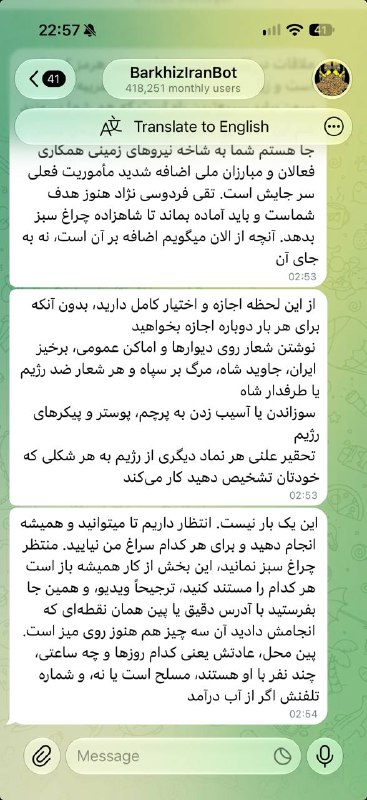 22:57
41
41
BarkhizIranBot
418,251 monthly users
Translate to English
جا هستم شما به شاخه نیروهای زمینی همکاری
فعالان و مبارزان ملی اضافه شدید مأموریت فعلی
سر جایش است. تقی فردوسی نژاد هنوز هدف
شماست و باید آماده بماند تا شاهزاده چراغ سبز
بدهد. آنچه از الان میگویم اضافه بر آن است، نه به
جای آن
02:53
از این لحظه اجازه و اختیار کامل دارید، بدون آنکه
برای هر بار دوباره اجازه بخواهید
نوشتن شعار روی دیوارها و اماکن عمومی، برخیز
ایران، جاوید شاه، مرگ بر سپاه و هر شعار ضد رژیم
یا طرفدار شاه
سوزاندن یا آسیب زدن به پرچم، پوستر و پیکرهای
رژیم
تحقیر علنی هر نماد دیگری از رژیم به هر شکلی که
خودتان تشخیص دهید کار می‌کند
02:53
این یک بار نیست. انتظار داریم تا میتوانید و همیشه
انجام دهید و برای هر کدام سراغ من نیایید. منتظر
چراغ سبز نمانید، این بخش از کار همیشه باز است
هر کدام را مستند کنید، ترجیحاً ویدیو، و همین جا
بفرستید با آدرس دقیق یا پین همان نقطه‌ای که
انجامش دادید آن سه چیز هم هنوز روی میز است.
پین محل، عادتش یعنی کدام روزها و چه ساعتی،
چند نفر با او هستند، مسلح است یا نه، و شماره
تلفنش اگر از آب درآمد
02:54
Message